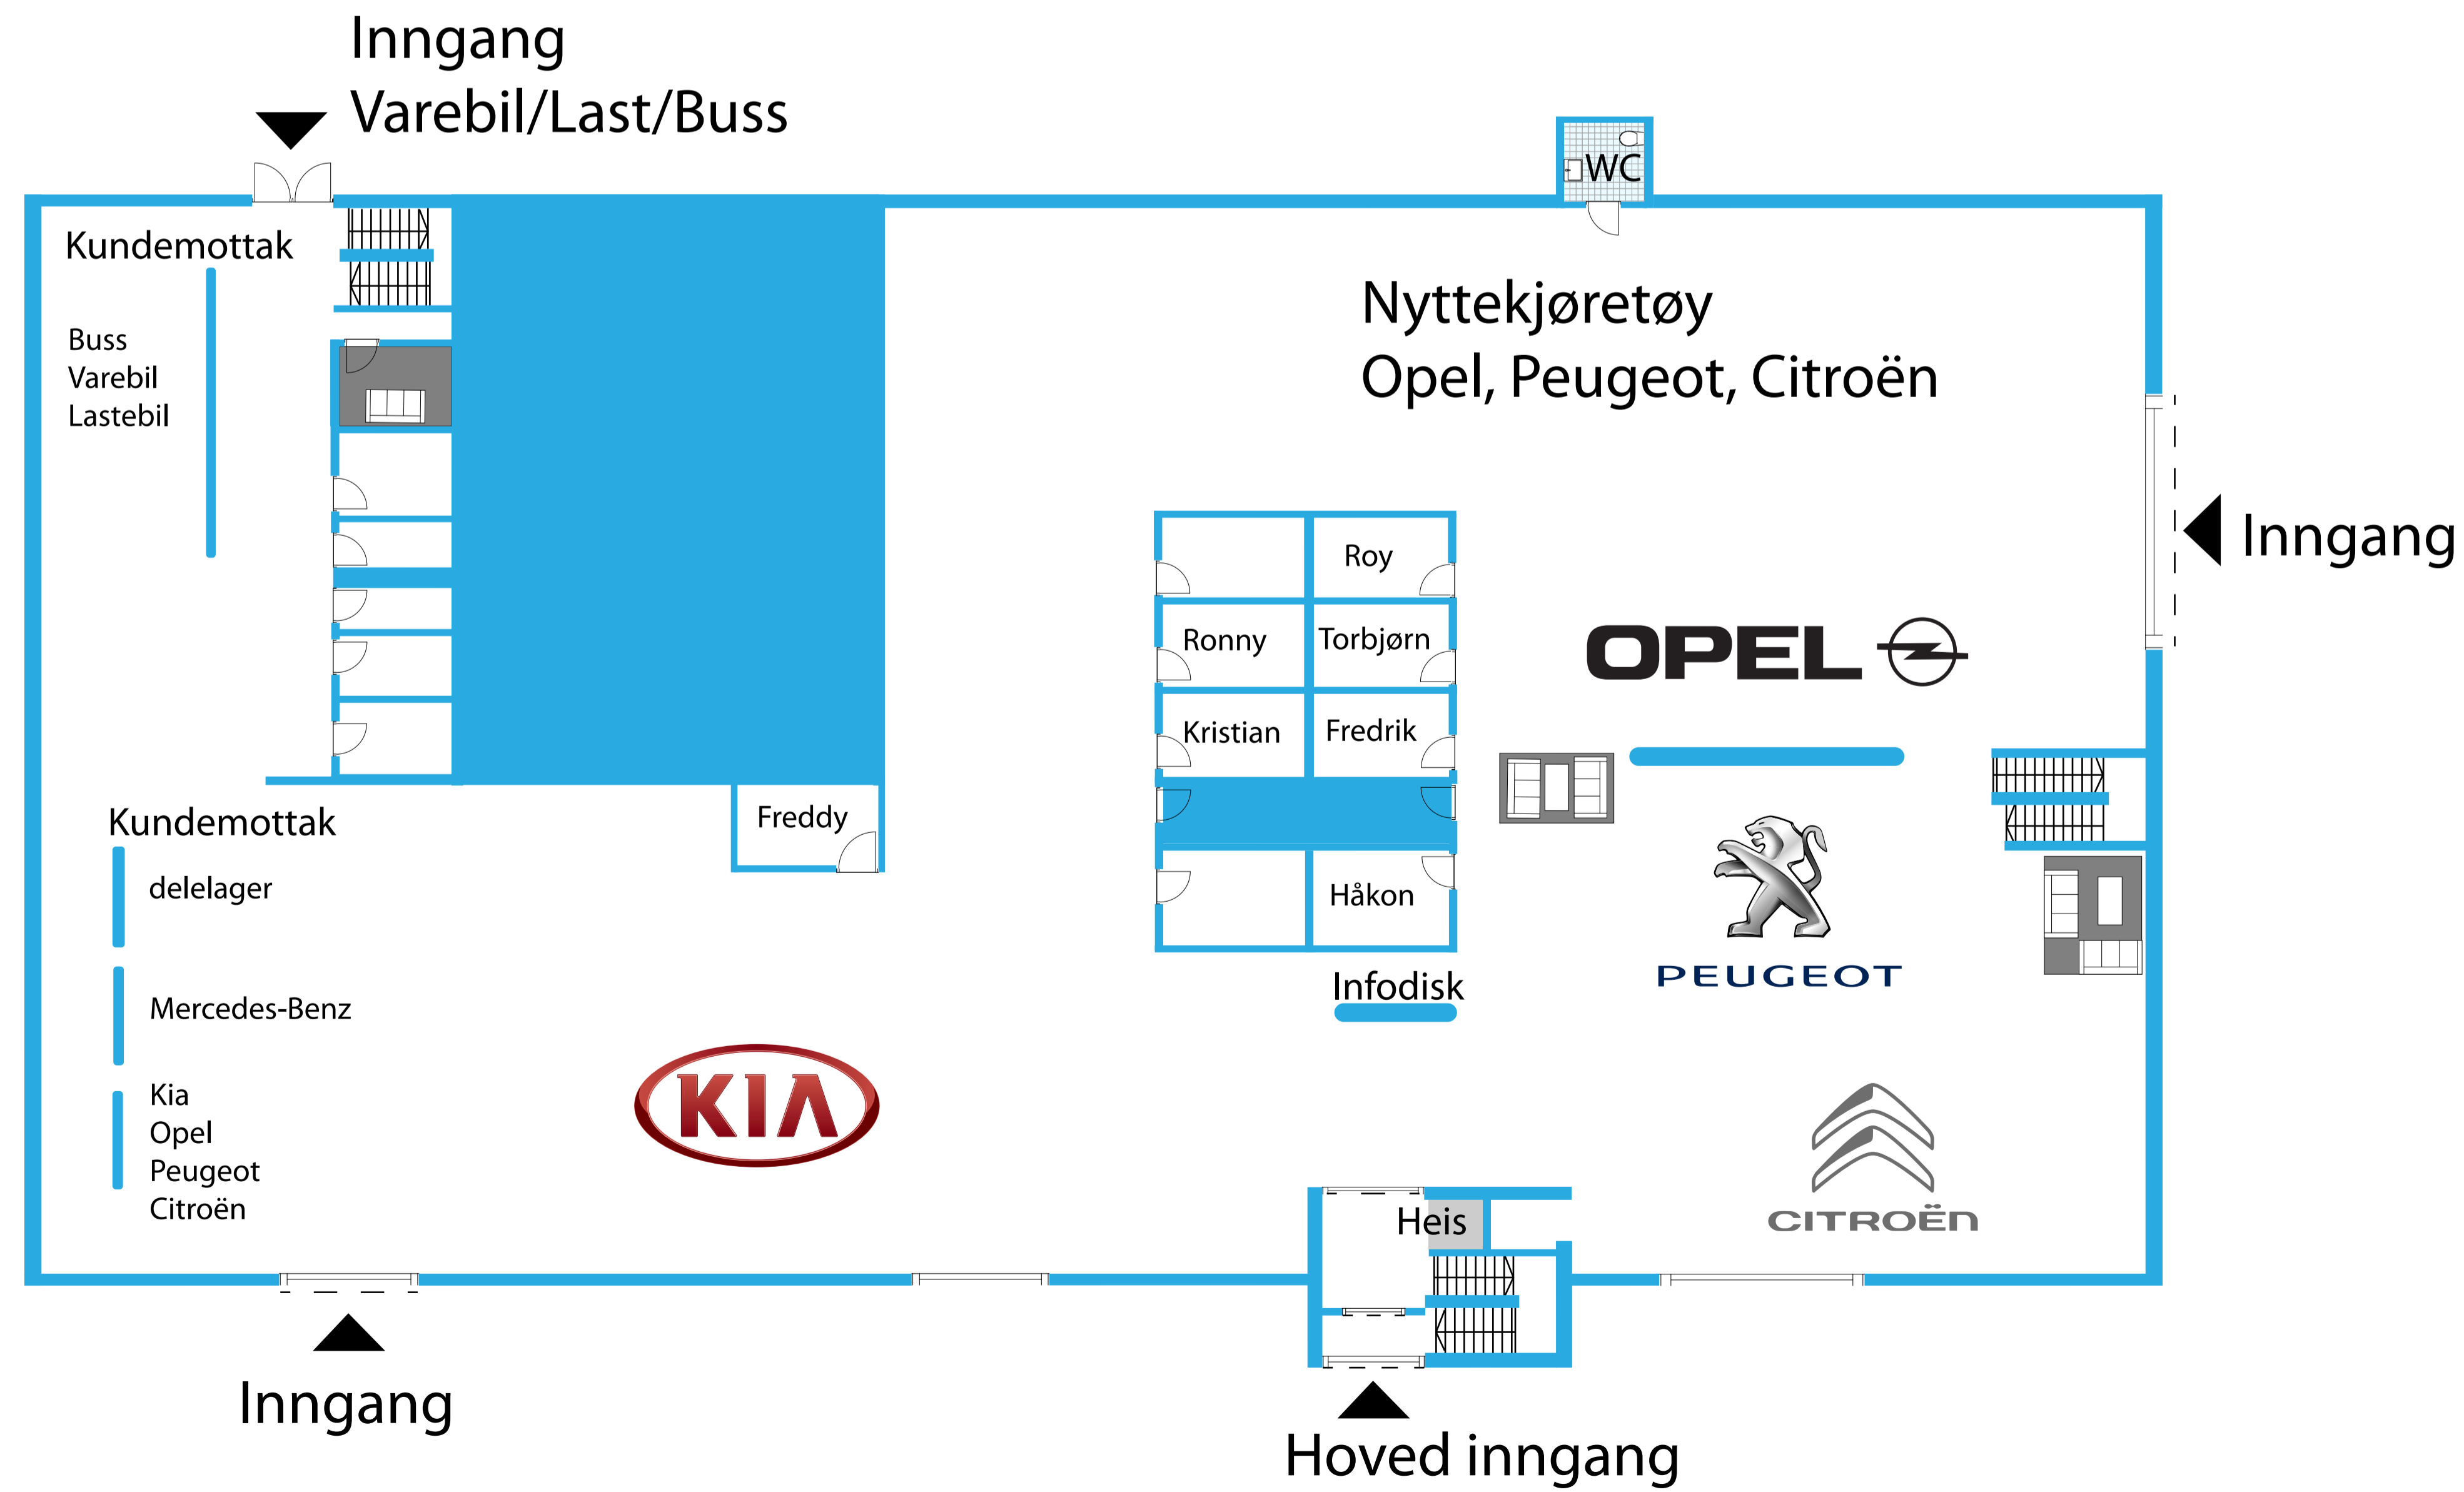 Inngang
Varebil/Last/Buss
WC
Kundemottak
Buss
Varebil
Lastebil
Nyttekjøretøy
Opel, Peugeot, Citroën
Inngang
Roy
Ronny
Torbjørn
Kristian
Fredrik
OPEL
Freddy
Kundemottak
delelager
Håkon
PEUGEOT
Infodisk
Mercedes-Benz
KIA
Kia
Opel
Peugeot
Citroën
CITROËN
Heis
Inngang
Hoved inngang